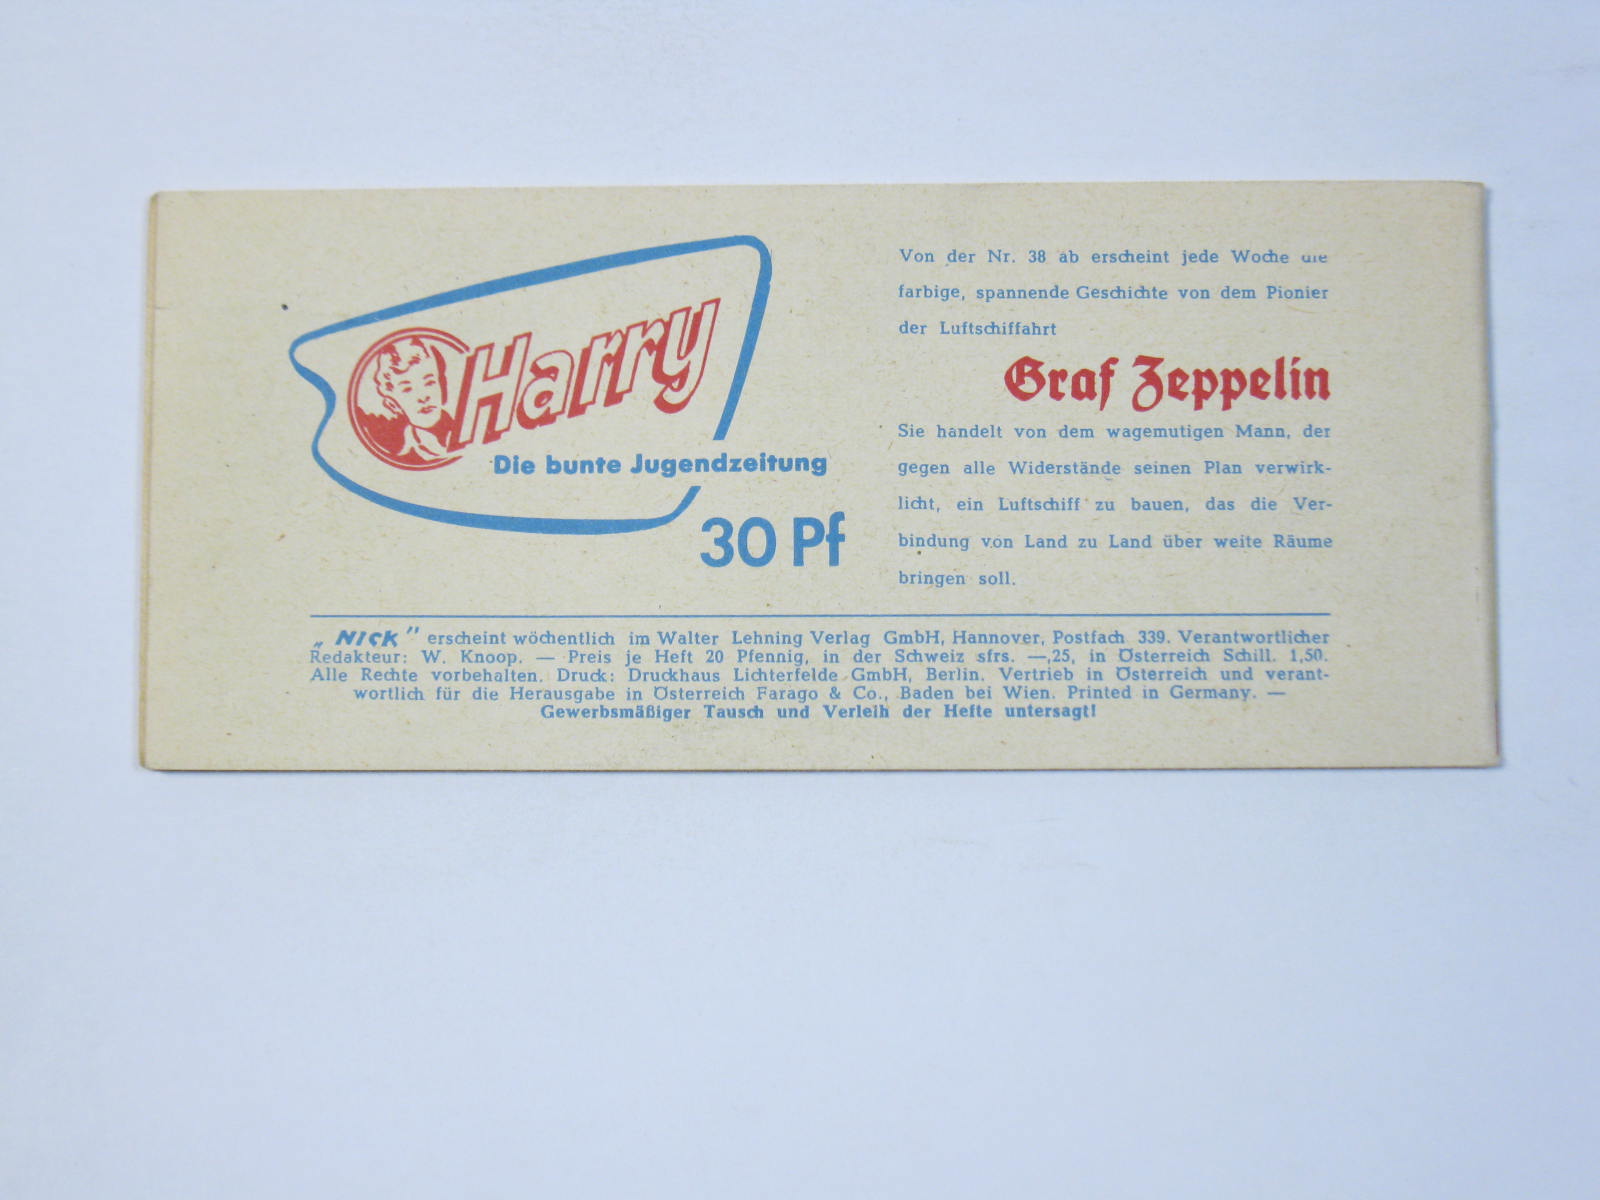 Harry
Die bunte Jugendzeitung
30 Pf
Von der Nr. 38 ab erscheint jede Woche die
farbige, spannende Geschichte von dem Pionier
der Luftschiffahrt
Graf Zeppelin
Sie handelt von dem wagemutigen Mann, der
gegen alle Widerstände seinen Plan verwirk-
licht, ein Luftschiff zu bauen, das die Ver-
bindung von Land zu Land über weite Räume
bringen soll.
„NICK" erscheint wöchentlich im Walter Lehning Verlag GmbH, Hannover, Postfach 339. Verantwortlicher
Redakteur: W. Knoop. — Preis je Heft 20 Pfennig, in der Schweiz sfrs. —,25, in Österreich Schill. 1,50.
Alle Rechte vorbehalten. Druck: Druckhaus Lichterfelde GmbH, Berlin. Vertrieb in Österreich und verant-
wortlich für die Herausgabe in Österreich Farago & Co., Baden bei Wien. Printed in Germany. —
Gewerbsmäßiger Tausch und Verleih der Hefte untersagt!